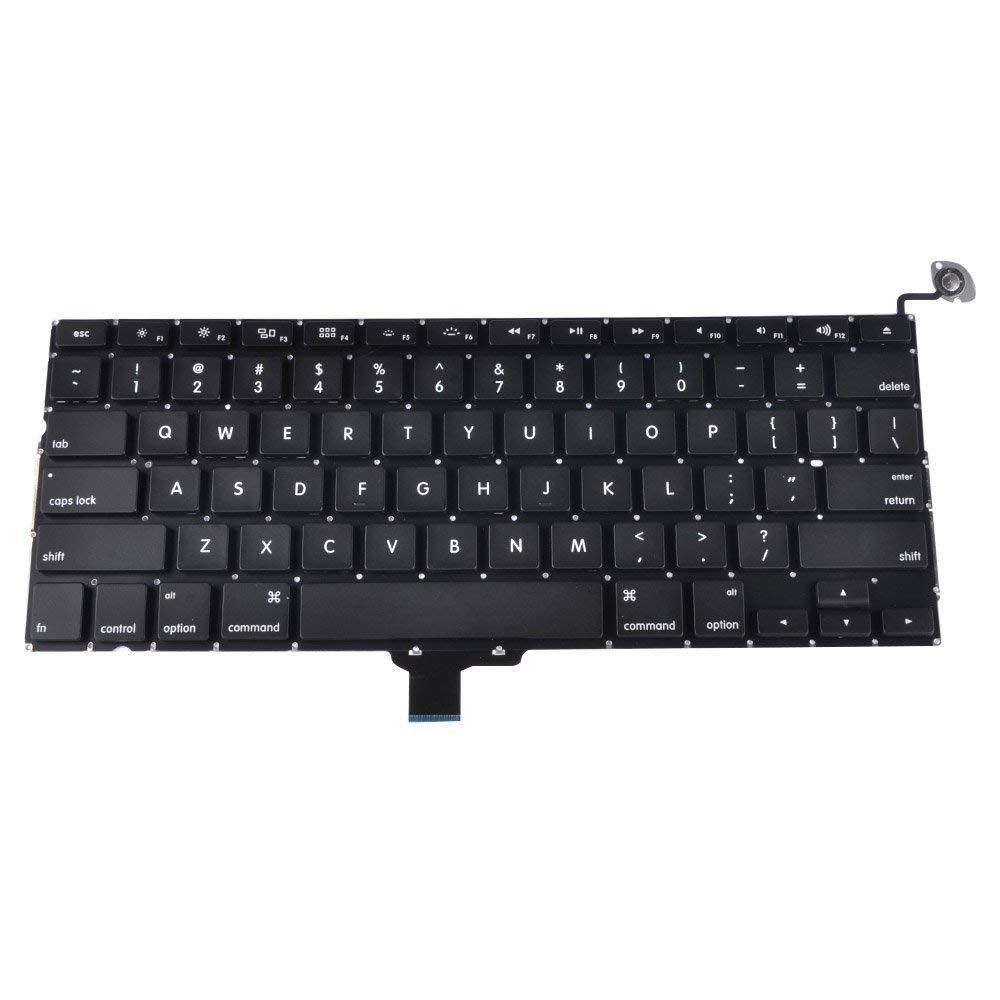 esc F1 F2 F3 F4 F5 F6 F7 F8 F9 F10 F11 F12
~ ! @ # $ % ^ & * ( ) - +
` 1 2 3 4 5 6 7 8 9 0 - = delete
Q W E R T Y U I O P { } |
tab [ ] \
enter
A S D F G H J K L : "
caps lock ; , return
Z X C V B N M < > ?
shift , . / shift
alt ⌘ ⌘ alt ▲
fn control option command command option ◄ ▼ ►